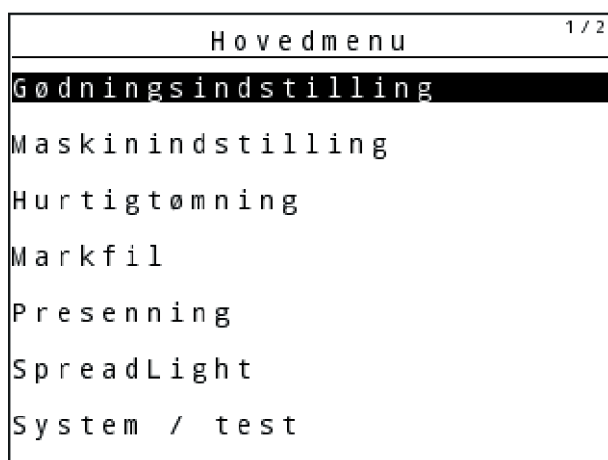 Hovedmenu 1/2
Gødningsindstilling
Maskinindstilling
Hurtigtømning
Markfil
Presenning
SpreadLight
System / test